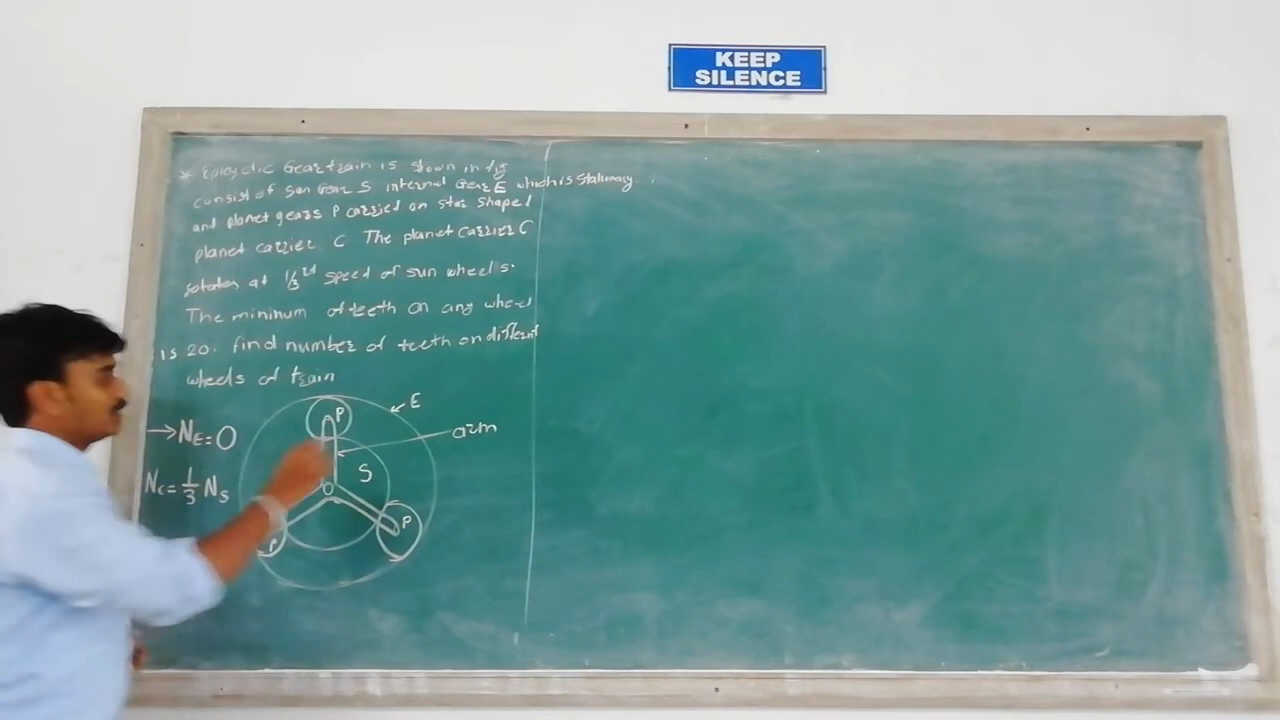 KEEP
SILENCE
* Epicyclic Geartrain is shown in fig
consist of Sun Gear S internal Gear E which is stationary.
and planet gears P carried on star shaped
planet carrier C The planet carrier C
rotates at 1/3rd speed of sun wheel s.
The mininum of teeth on any wheel
is 20. find number of teeth on different
wheels of train
P
E
→ NE=0
arm
NC= 1/3 NS
S
O
P
P